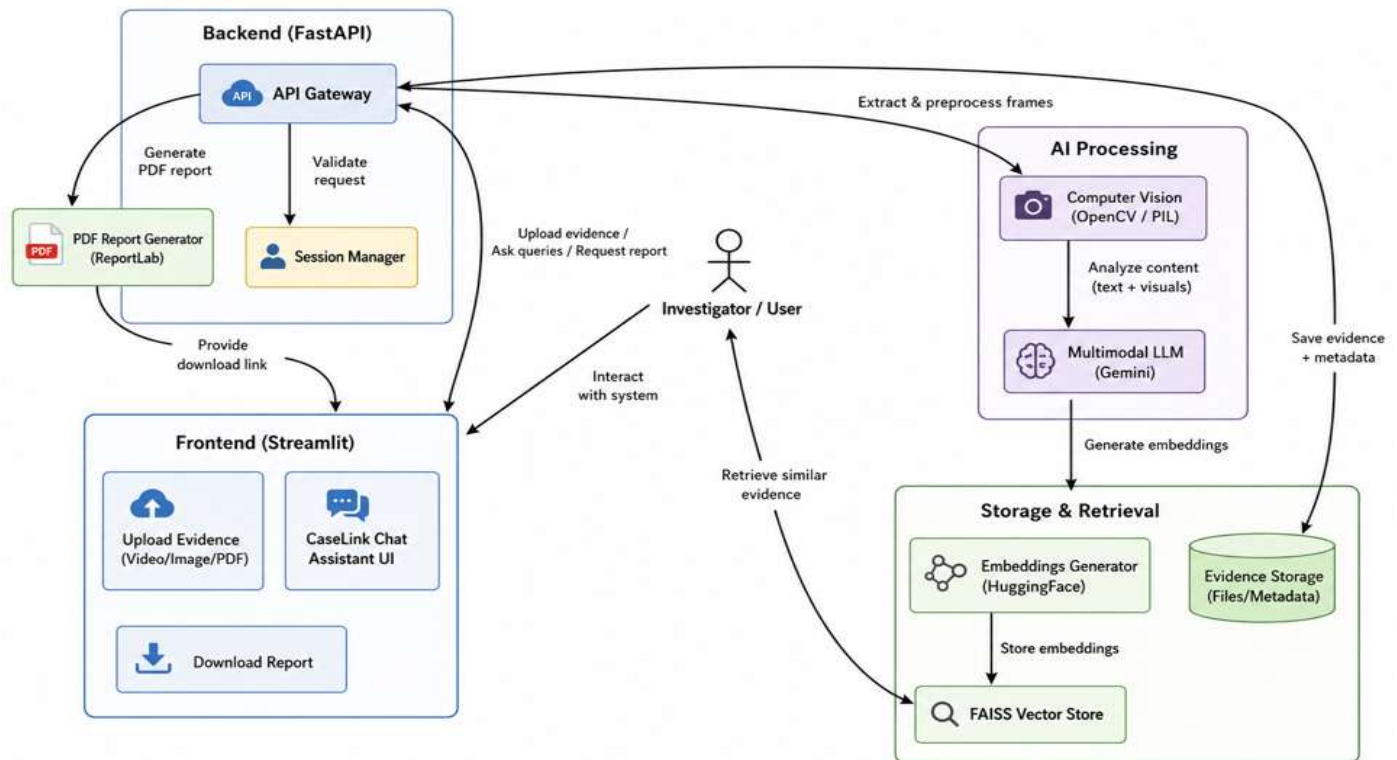 Backend (FastAPI)
API
API Gateway
Generate
PDF report
Validate
request
PDF
PDF Report Generator
(ReportLab)
Session Manager
Upload evidence /
Ask queries / Request report
Provide
download link
Investigator / User
Interact
with system
Extract & preprocess frames
AI Processing
Computer Vision
(OpenCV / PIL)
Analyze content
(text + visuals)
Multimodal LLM
(Gemini)
Save evidence
+ metadata
Generate embeddings
Frontend (Streamlit)
Upload Evidence
(Video/Image/PDF)
CaseLink Chat
Assistant UI
Download Report
Retrieve similar
evidence
Storage & Retrieval
Embeddings Generator
(HuggingFace)
Evidence Storage
(Files/Metadata)
Store embeddings
FAISS Vector Store